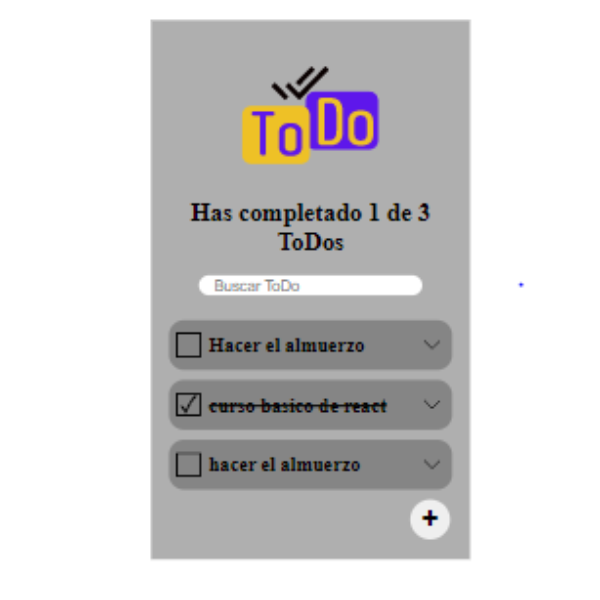 ToDo
Has completado 1 de 3
ToDos
Buscar ToDo
Hacer el almuerzo
curso basico de react
hacer el almuerzo
+